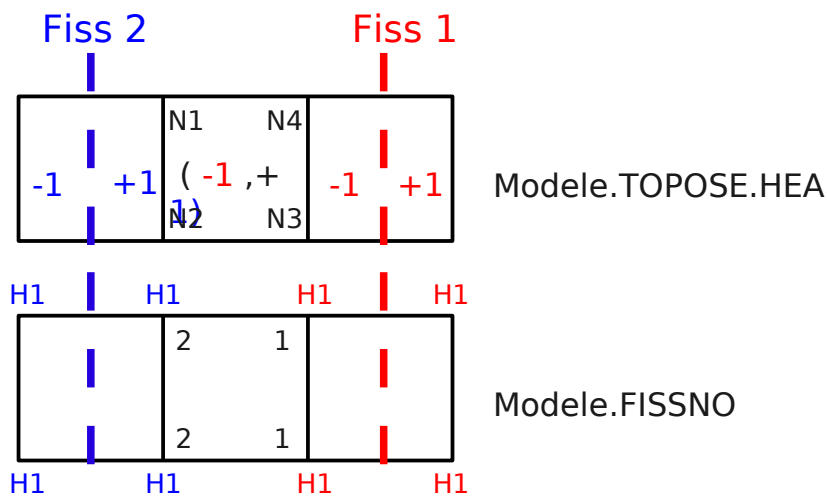 Fiss 2 Fiss 1
N1 N4
-1 +1 ( -1 ,+ -1 +1 Modele.TOPOSE.HEA
1)
N2 N3
H1 H1 H1 H1
2 1
Modele.FISSNO
2 1
H1 H1 H1 H1